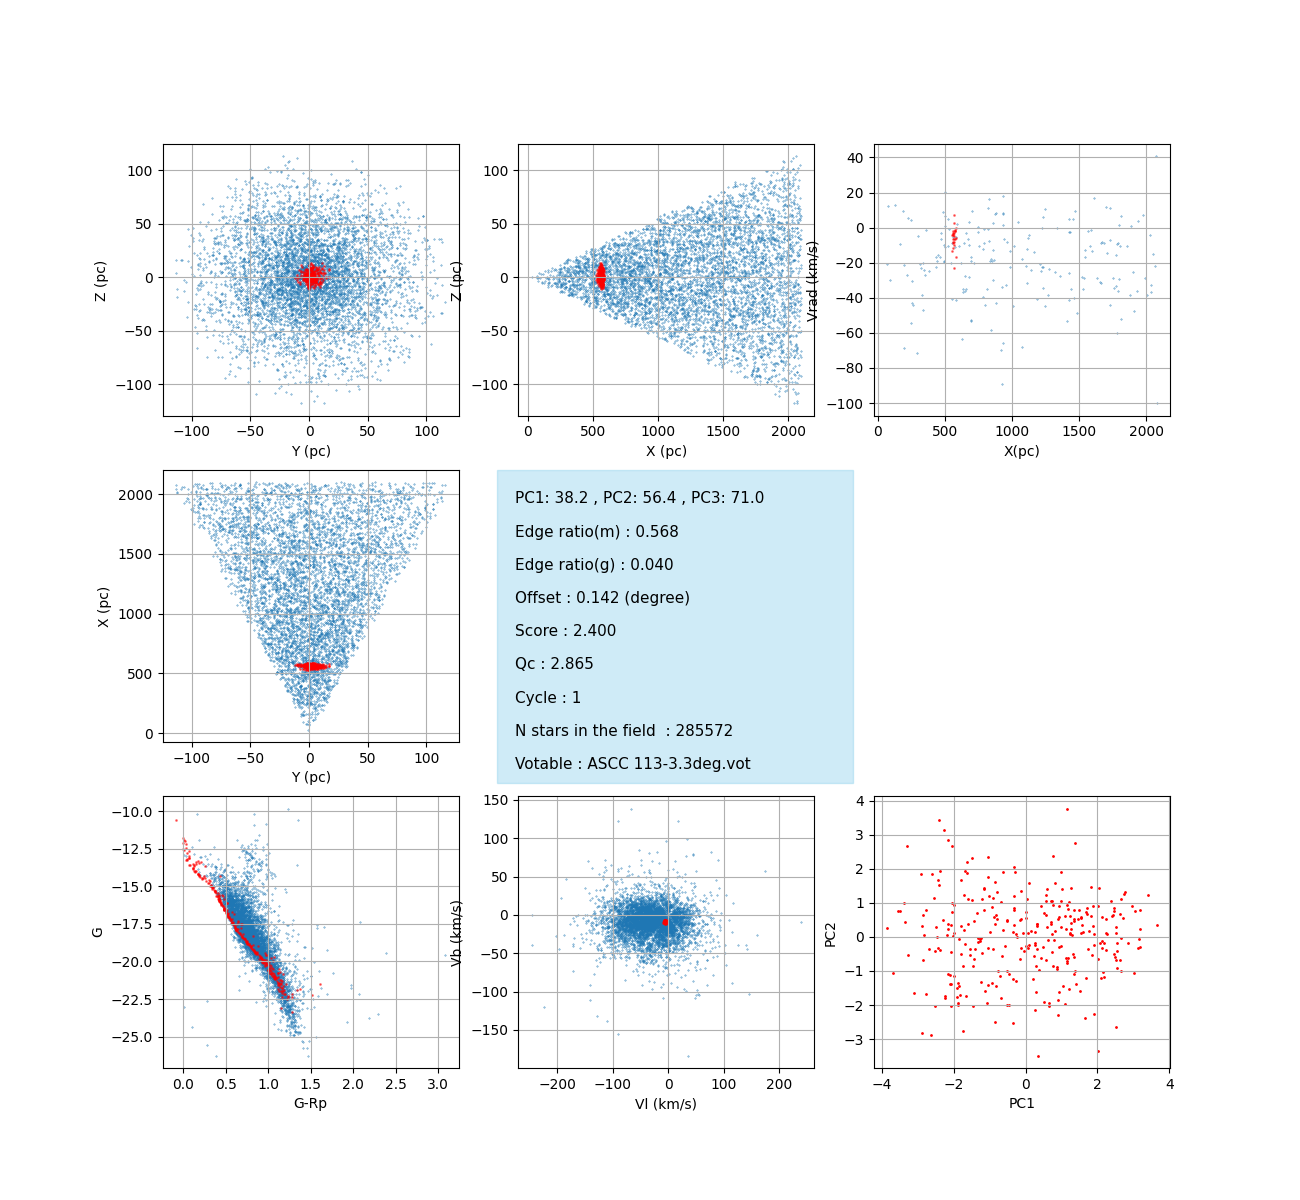 100
50
0
−50
−100
Z (pc)
−100 −50 0 50 100
Y (pc)
100
50
0
−50
−100
Z (pc)
0 500 1000 1500 2000
X (pc)
40
20
0
−20
−40
−60
−80
−100
Vrad (km/s)
0 500 1000 1500 2000
X(pc)
2000
1500
1000
500
0
X (pc)
−100 −50 0 50 100
Y (pc)
PC1: 38.2 , PC2: 56.4 , PC3: 71.0
Edge ratio(m) : 0.568
Edge ratio(g) : 0.040
Offset : 0.142 (degree)
Score : 2.400
Qc : 2.865
Cycle : 1
N stars in the field  : 285572
Votable : ASCC 113-3.3deg.vot
−10.0
−12.5
−15.0
−17.5
−20.0
−22.5
−25.0
G
0.0 0.5 1.0 1.5 2.0 2.5 3.0
G-Rp
150
100
50
0
−50
−100
−150
Vb (km/s)
−200 −100 0 100 200
Vl (km/s)
4
3
2
1
0
−1
−2
−3
PC2
−4 −2 0 2 4
PC1